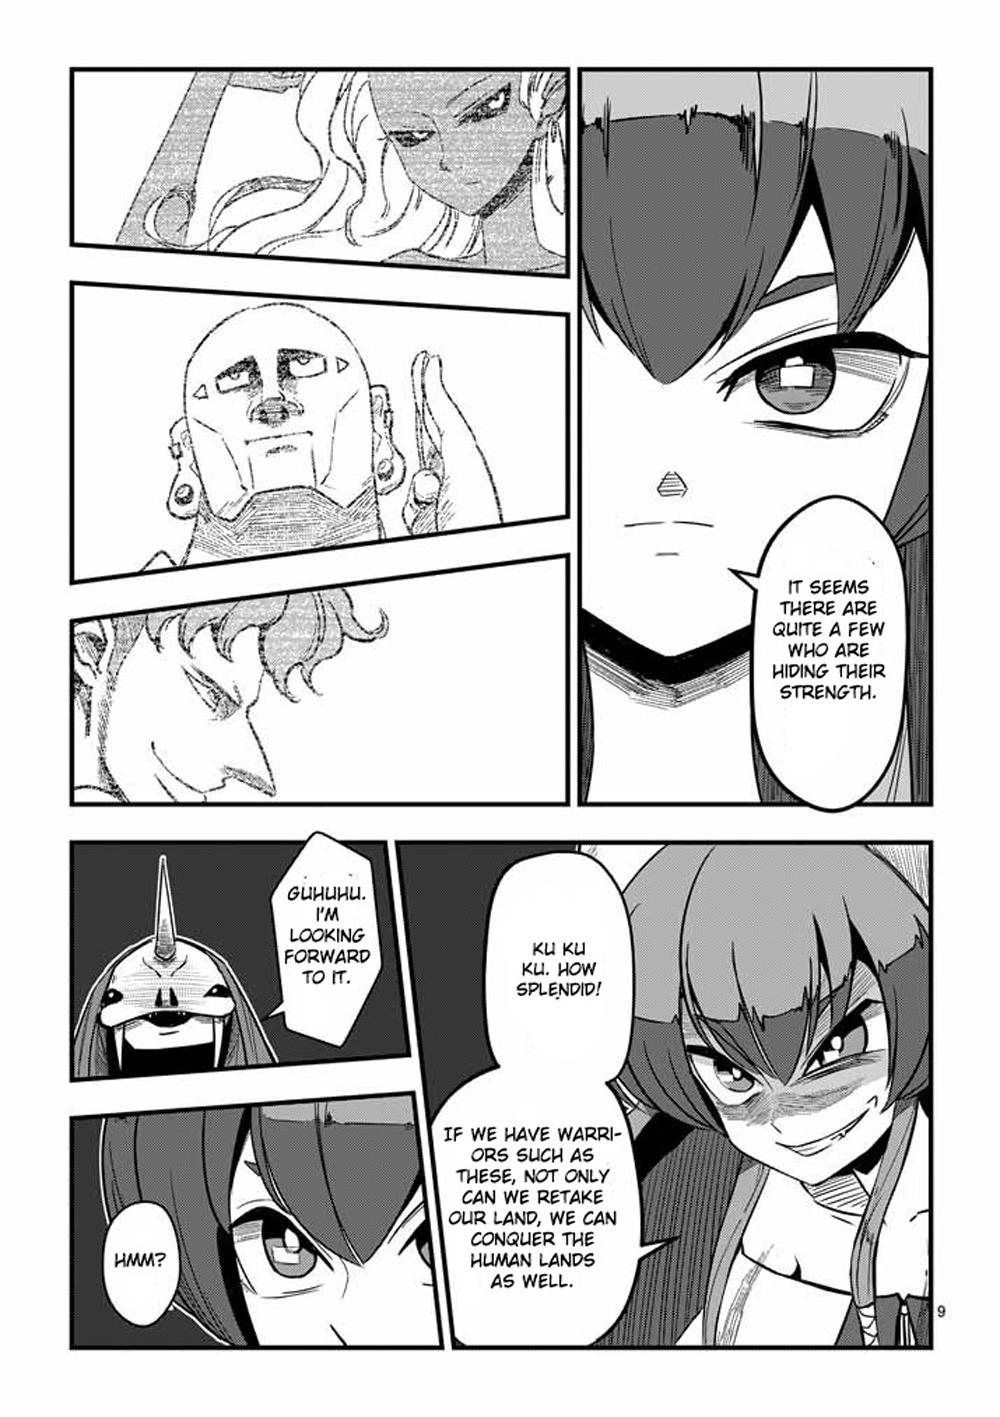 IT SEEMS
THERE ARE
QUITE A FEW
WHO ARE
HIDING THEIR
STRENGTH.
KU KU
KU. HOW
SPLENDID!
IF WE HAVE WARRI-
ORS SUCH AS
THESE, NOT ONLY
CAN WE RETAKE
OUR LAND, WE CAN
CONQUER THE
HUMAN LANDS
AS WELL.
GUHUHU.
I'M
LOOKING
FORWARD
TO IT.
HMM?
9